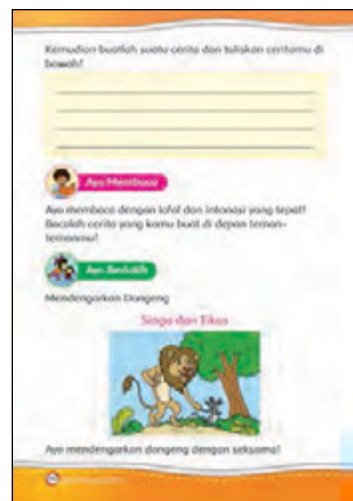 Kemudian buatlah suatu cerita dan tuliskan ceritamu di
bawah!
Ayo Membaca
Ayo membaca dengan lafal dan intonasi yang tepat!
Bacalah cerita yang kamu buat di depan teman-
temanmu!
Ayo Berlatih
Mendengarkan Dongeng
Singa dan Tikus
Ayo mendengarkan dongeng dengan seksama!